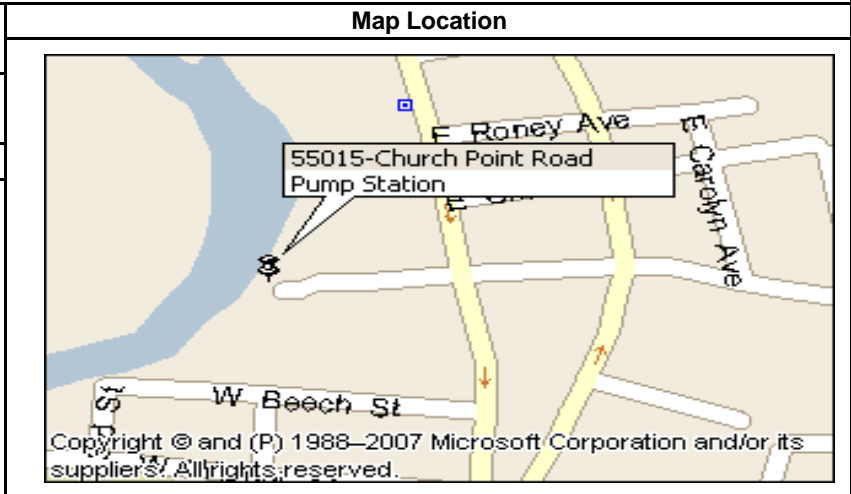 Map Location
E Roney Ave
E Carolyn Ave
55015-Church Point Road
Pump Station
E
W Beech St
Copyright © and (P) 1988–2007 Microsoft Corporation and/or its
suppliers. All rights reserved.